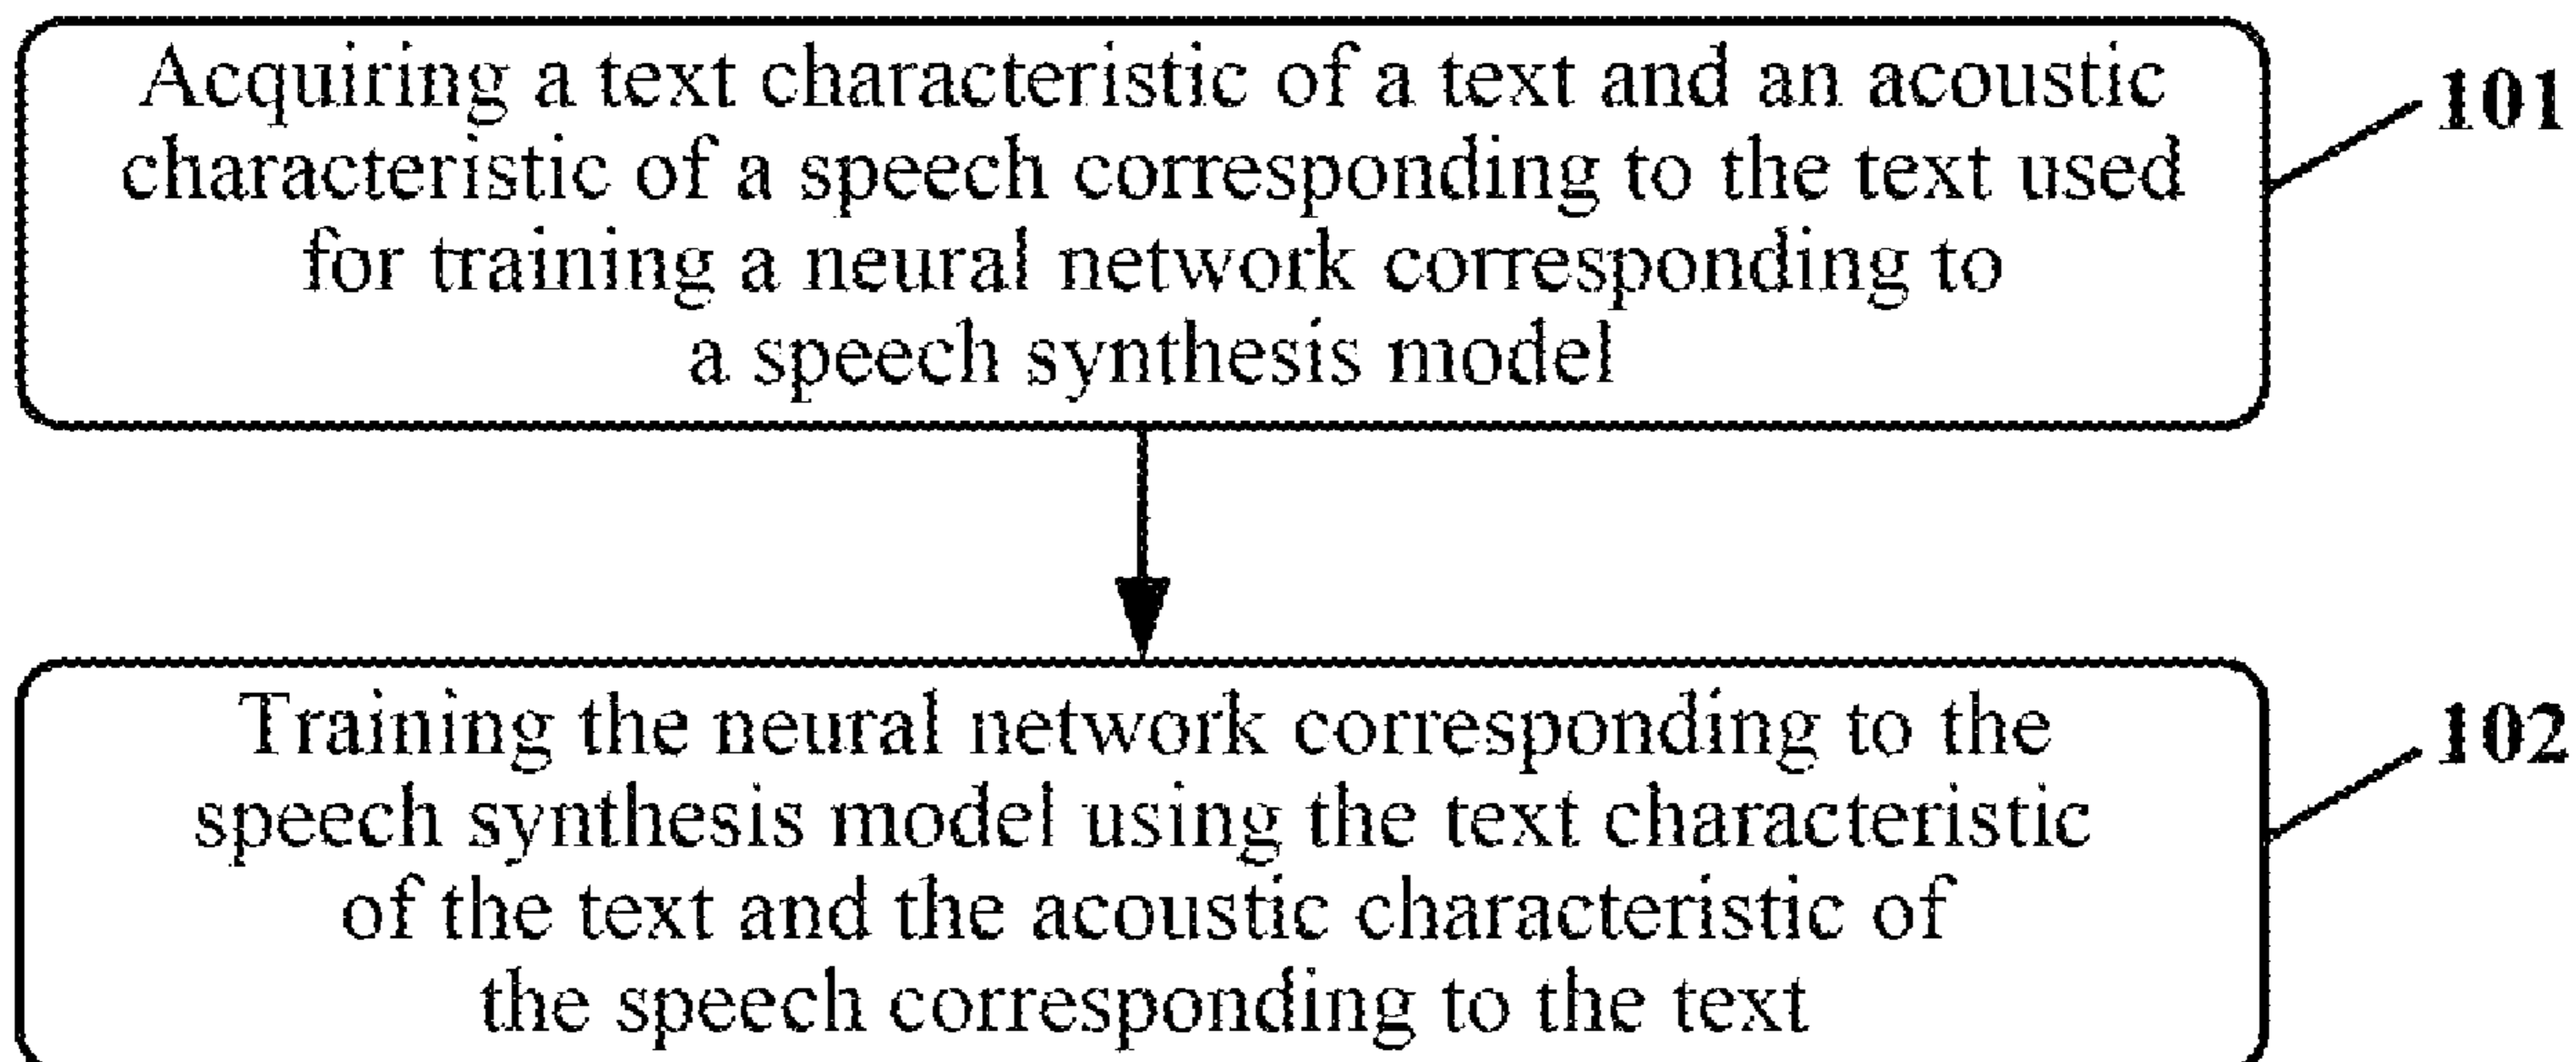 Acquiring a text characteristic of a text and an acoustic
characteristic of a speech corresponding to the text used
for training a neural network corresponding to
a speech synthesis model
101
Training the neural network corresponding to the
speech synthesis model using the text characteristic
of the text and the acoustic characteristic of
the speech corresponding to the text
102